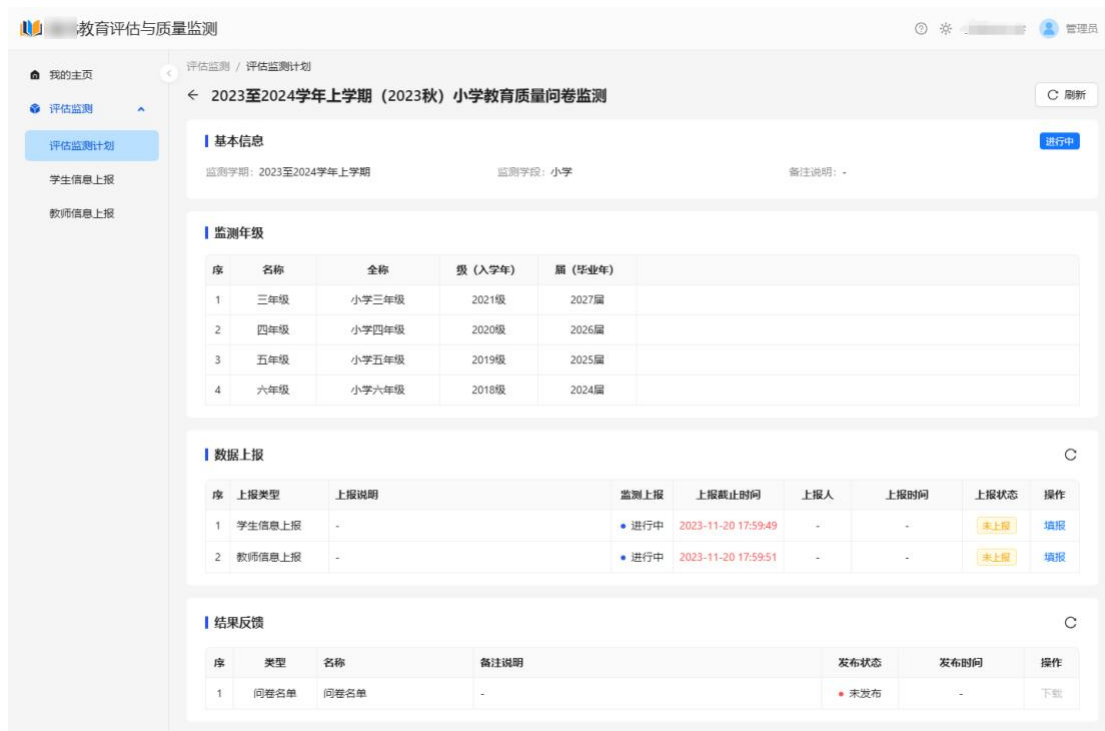 教育评估与质量监测
管理员
我的主页
评估监测
评估监测计划
学生信息上报
教师信息上报
评估监测 / 评估监测计划
← 2023至2024学年上学期（2023秋）小学教育质量问卷监测
刷新
基本信息
进行中
监测学期：2023至2024学年上学期 监测学段：小学 备注说明：-
监测年级
序 名称 全称 级（入学年） 届（毕业年）
1 三年级 小学三年级 2021级 2027届
2 四年级 小学四年级 2020级 2026届
3 五年级 小学五年级 2019级 2025届
4 六年级 小学六年级 2018级 2024届
数据上报
序 上报类型 上报说明 监测上报 上报截止时间 上报人 上报时间 上报状态 操作
1 学生信息上报 - 进行中 2023-11-20 17:59:49 - - 未上报 填报
2 教师信息上报 - 进行中 2023-11-20 17:59:51 - - 未上报 填报
结果反馈
序 类型 名称 备注说明 发布状态 发布时间 操作
1 问卷名单 问卷名单 - 未发布 - 下载